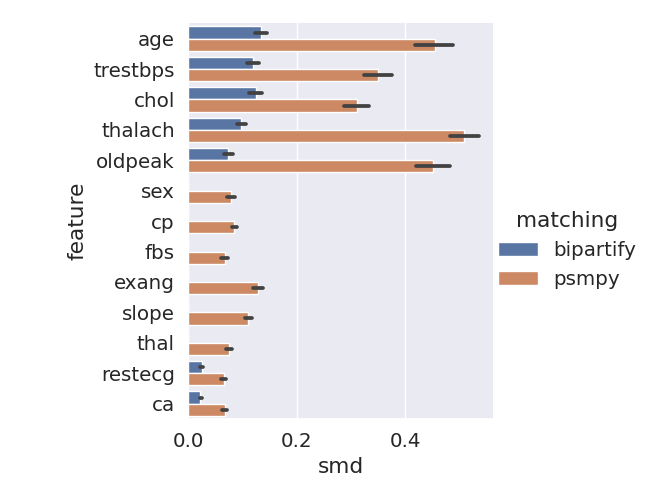 age
trestbps
chol
thalach
oldpeak
sex
cp
fbs
exang
slope
thal
restecg
ca
feature
0.0 0.2 0.4
smd
matching
bipartify
psmpy